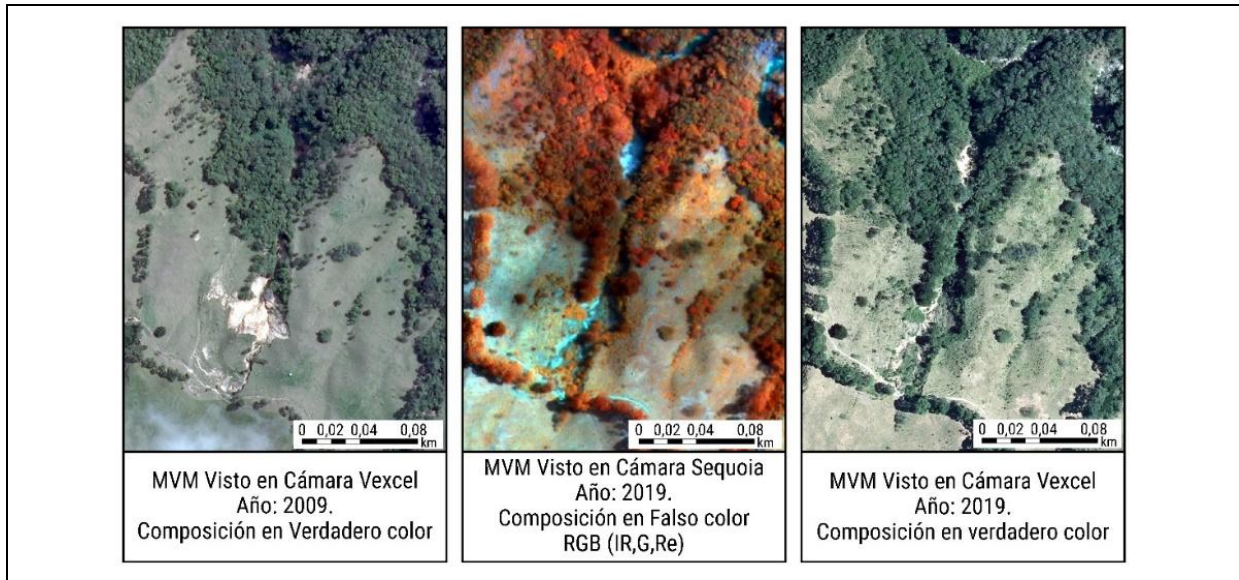 0 0,02 0,04 0,08
km
0 0,02 0,04 0,08
km
0 0,02 0,04 0,08
km
MVM Visto en Cámara Vexcel
Año: 2009.
Composición en Verdadero color
MVM Visto en Cámara Sequoia
Año: 2019.
Composición en Falso color
RGB (IR,G,Re)
MVM Visto en Cámara Vexcel
Año: 2019.
Composición en verdadero color